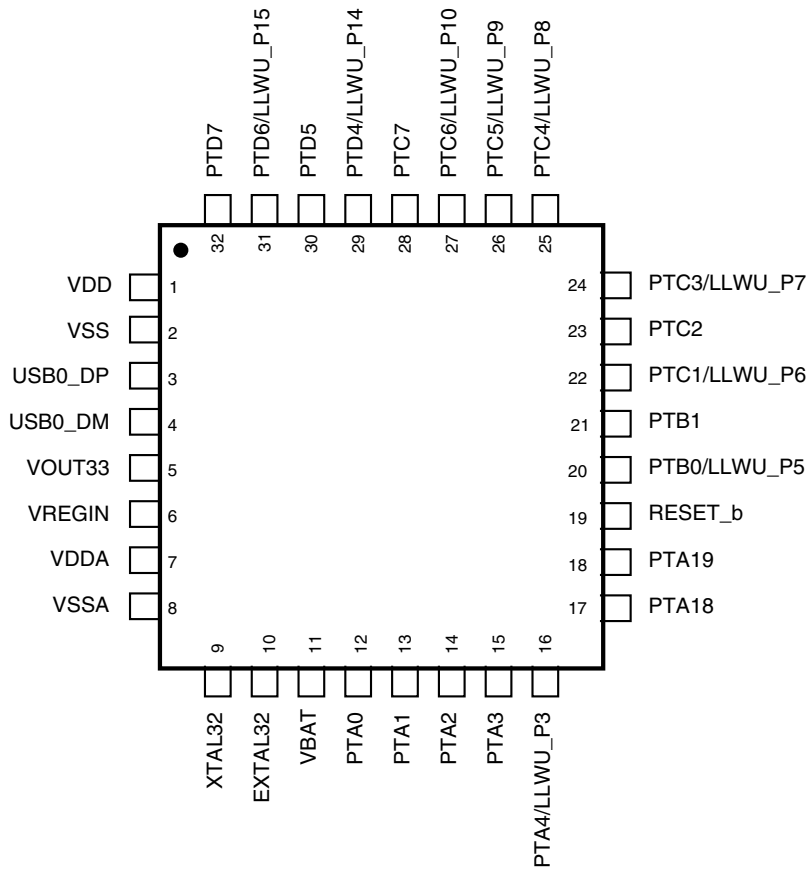 PTD7
PTD6/LLWU_P15
PTD5
PTD4/LLWU_P14
PTC7
PTC6/LLWU_P10
PTC5/LLWU_P9
PTC4/LLWU_P8
32
31
30
29
28
27
26
25
VDD 1
VSS 2
USB0_DP 3
USB0_DM 4
VOUT33 5
VREGIN 6
VDDA 7
VSSA 8
24 PTC3/LLWU_P7
23 PTC2
22 PTC1/LLWU_P6
21 PTB1
20 PTB0/LLWU_P5
19 RESET_b
18 PTA19
17 PTA18
9
10
11
12
13
14
15
16
XTAL32
EXTAL32
VBAT
PTA0
PTA1
PTA2
PTA3
PTA4/LLWU_P3